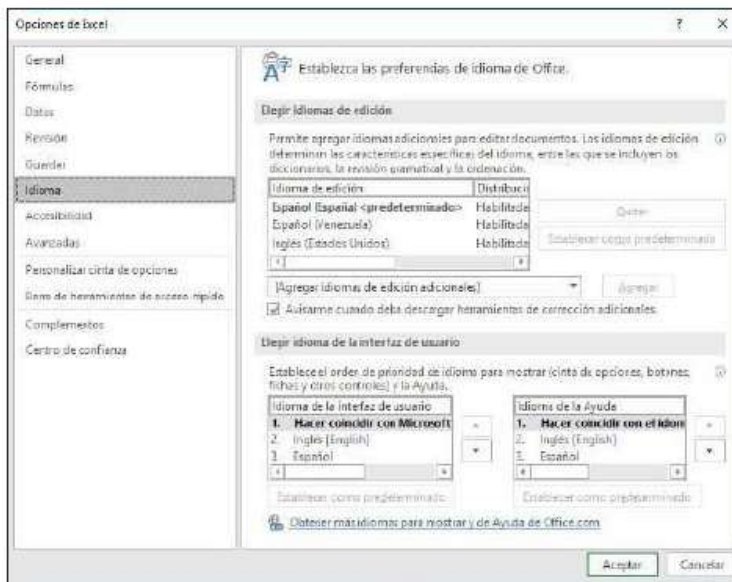 Opciones de Excel
? X
General
Fórmulas
Datos
Revisión
Guardar
Idioma
Accesibilidad
Avanzadas
Personalizar cinta de opciones
Barra de herramientas de acceso rápido
Complementos
Centro de confianza
Establezca las preferencias de idioma de Office.
Elegir idiomas de edición
Permite agregar idiomas adicionales para editar documentos. Los idiomas de edición
determinan las características específicas del idioma, entre las que se incluyen los
diccionarios, la revisión gramatical y la ordenación.
Idioma de edición Distribució
Español (España) <predeterminado> Habilitada
Español (Venezuela) Habilitada
Inglés (Estados Unidos) Habilitada
Quitar
Establecer como predeterminado
[Agregar idiomas de edición adicionales]
Agregar
Avisarme cuando deba descargar herramientas de corrección adicionales.
Elegir idioma de la interfaz de usuario
Establece el orden de prioridad de idioma para mostrar (cinta de opciones, botones,
fichas y otros controles) y la Ayuda.
Idioma de la interfaz de usuario
1. Hacer coincidir con Microsoft
2. Inglés [English]
3. Español
Establecer como predeterminado
Idioma de la Ayuda
1. Hacer coincidir con el idiom
2. Inglés [English]
3. Español
Establecer como predeterminado
Obtener más idiomas para mostrar y de Ayuda de Office.com
Aceptar
Cancelar